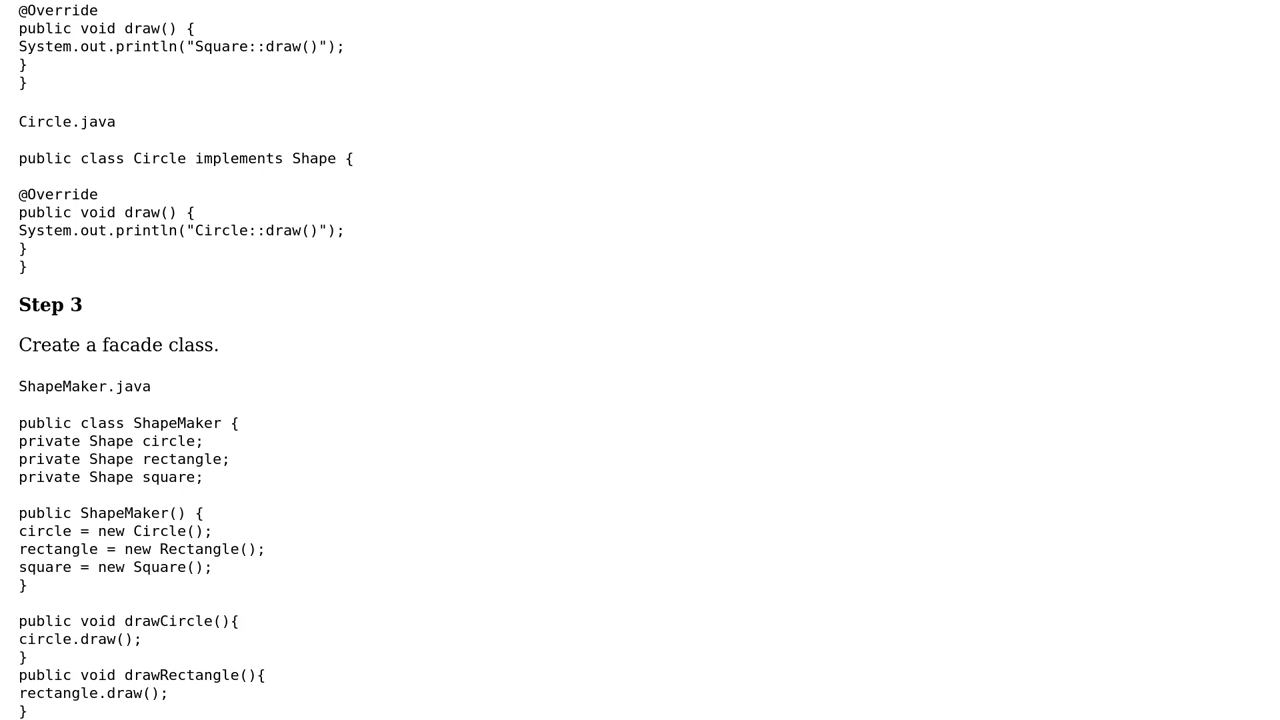 @Override
public void draw() {
System.out.println("Square::draw()");
}
}
Circle.java
public class Circle implements Shape {
@Override
public void draw() {
System.out.println("Circle::draw()");
}
}
Step 3
Create a facade class.
ShapeMaker.java
public class ShapeMaker {
private Shape circle;
private Shape rectangle;
private Shape square;
public ShapeMaker() {
circle = new Circle();
rectangle = new Rectangle();
square = new Square();
}
public void drawCircle(){
circle.draw();
}
public void drawRectangle(){
rectangle.draw();
}